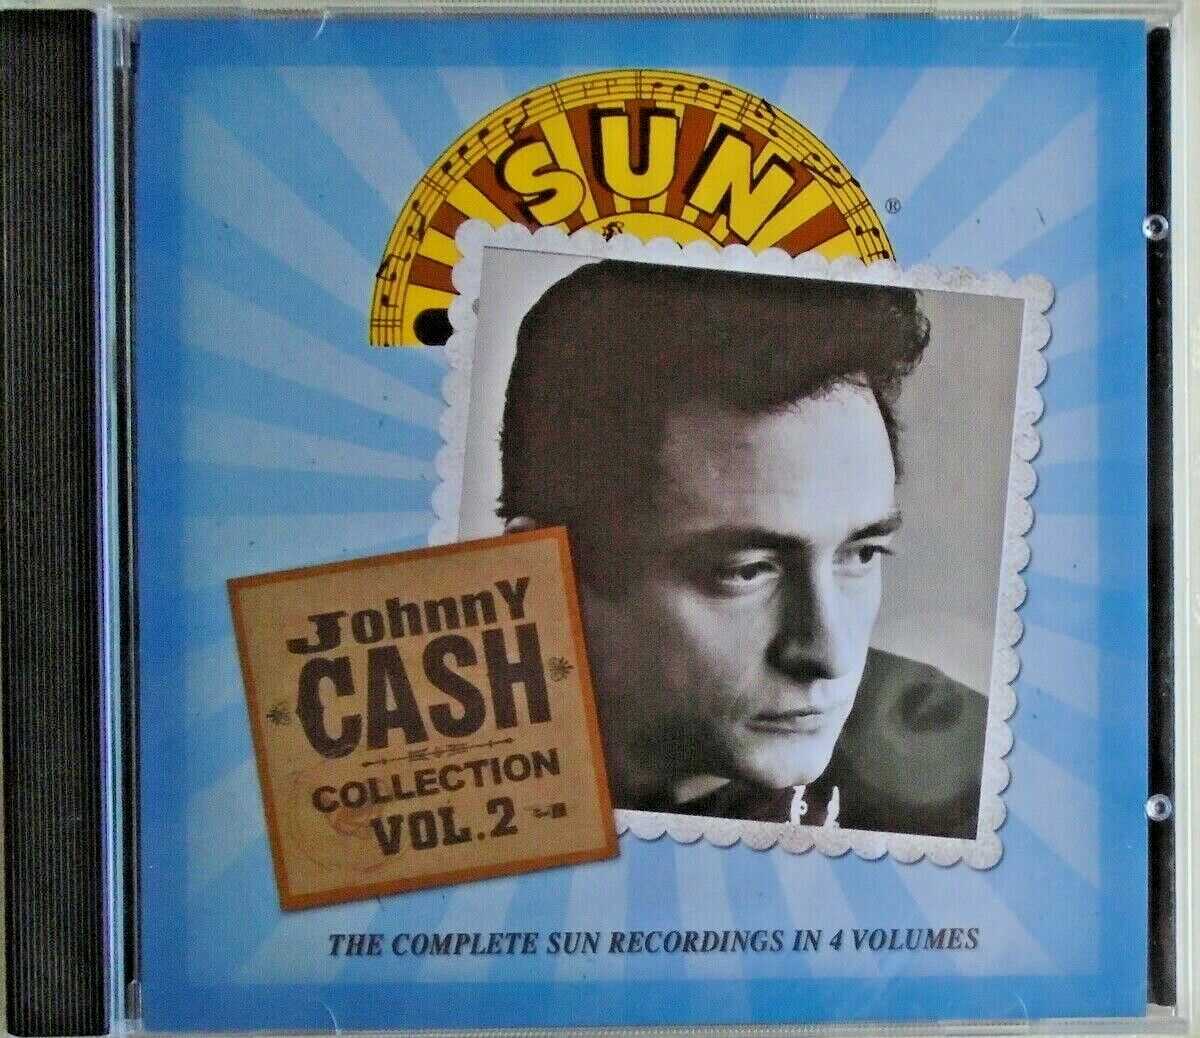 SUN
®
Johnny
CASH
COLLECTION
VOL.2
THE COMPLETE SUN RECORDINGS IN 4 VOLUMES